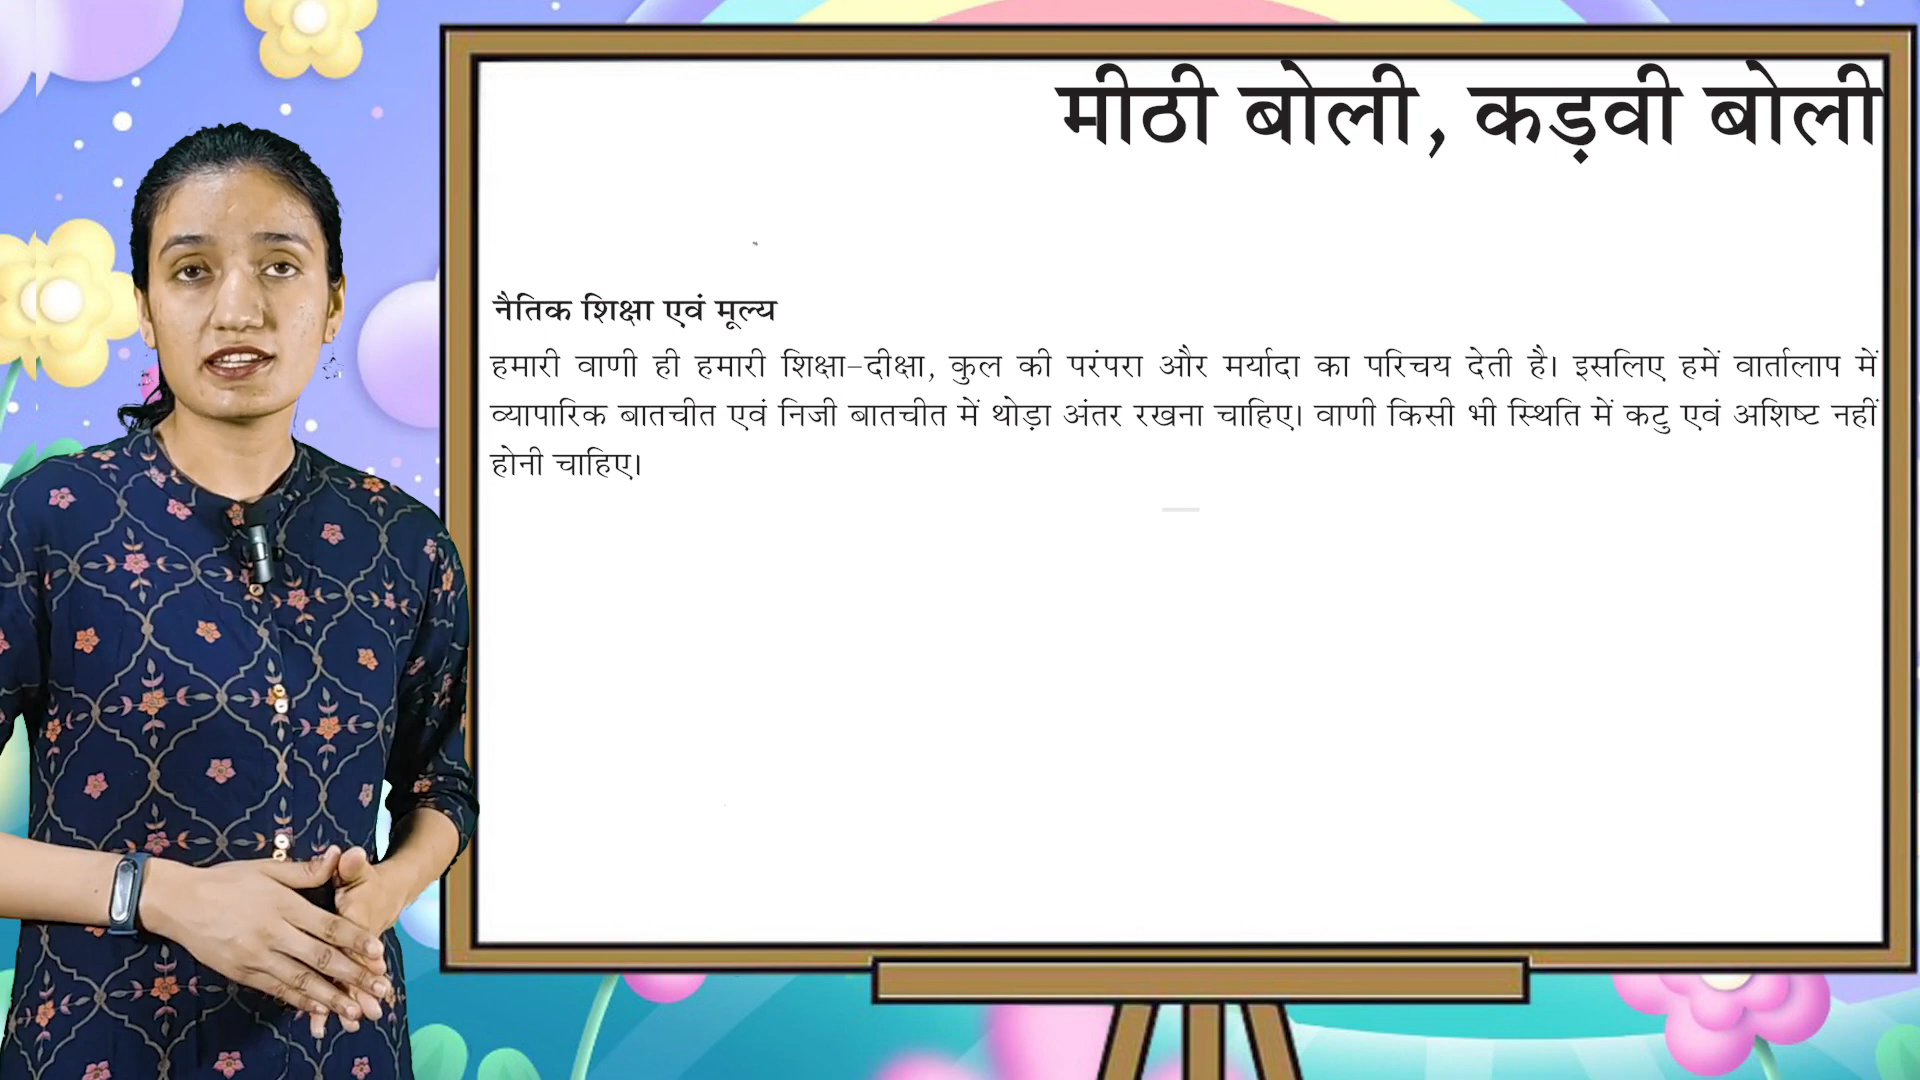 मीठी बोली, कड़वी बोली
नैतिक शिक्षा एवं मूल्य
हमारी वाणी ही हमारी शिक्षा-दीक्षा, कुल की परंपरा और मर्यादा का परिचय देती है। इसलिए हमें वार्तालाप में
व्यापारिक बातचीत एवं निजी बातचीत में थोड़ा अंतर रखना चाहिए। वाणी किसी भी स्थिति में कटु एवं अशिष्ट नहीं
होनी चाहिए।